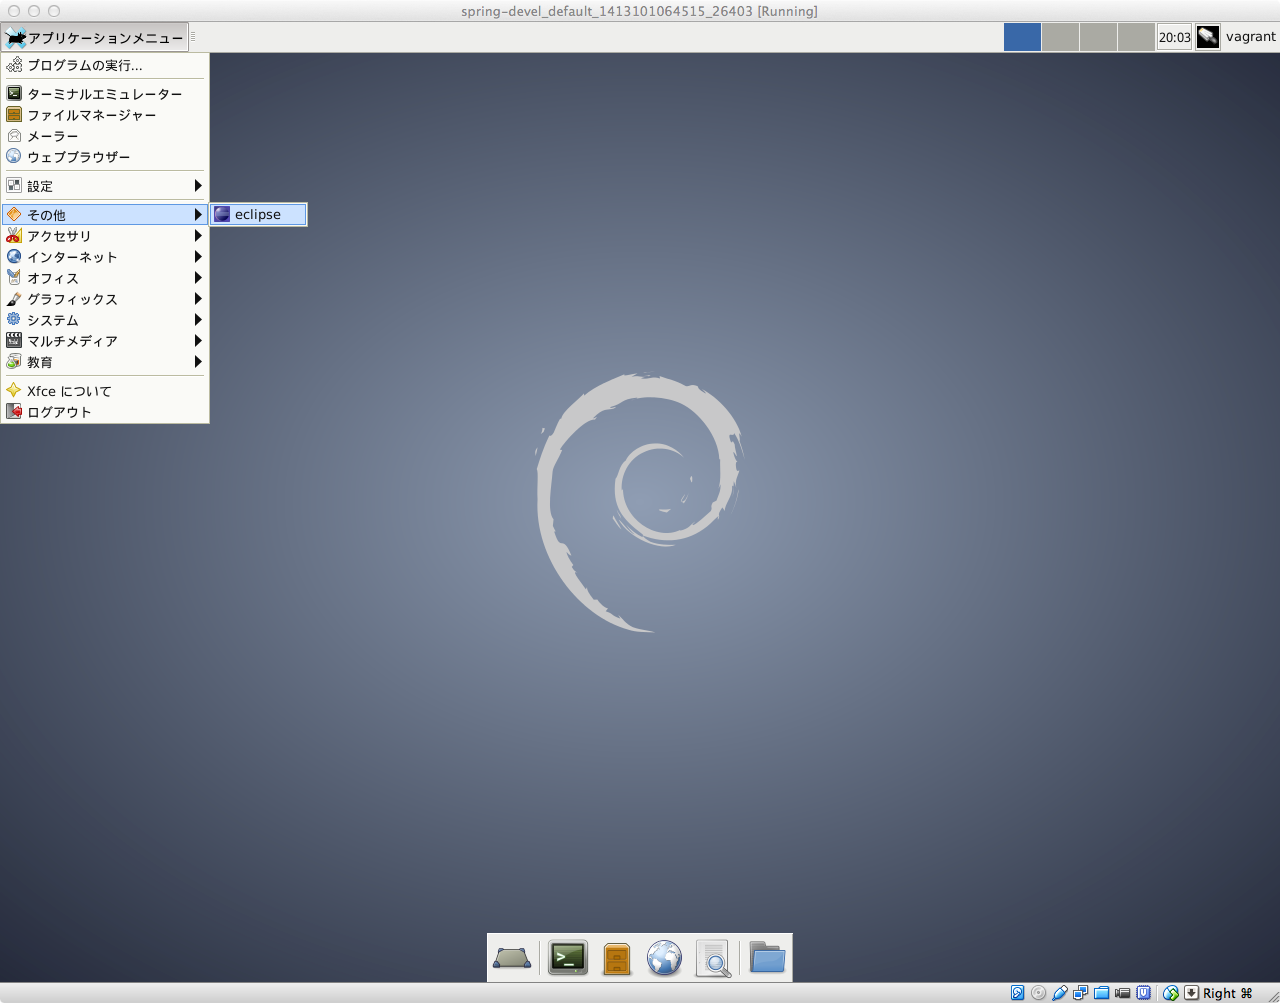 spring-devel_default_1413101064515_26403 [Running]
アプリケーションメニュー
20:03
vagrant
プログラムの実行...
ターミナルエミュレーター
ファイルマネージャー
メーラー
ウェブブラウザー
設定
その他
eclipse
アクセサリ
インターネット
オフィス
グラフィックス
システム
マルチメディア
教育
Xfce について
ログアウト
Right ⌘